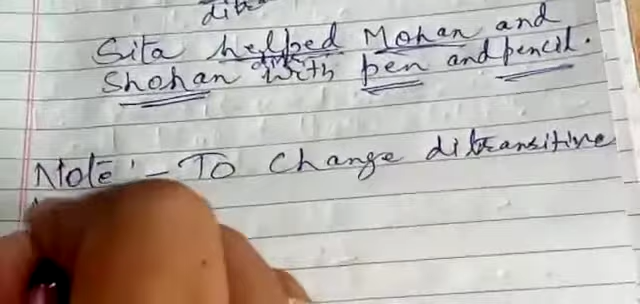 Sita helped Mohan and
Shohan with pen and pencil.
Note :- To change ditransitive